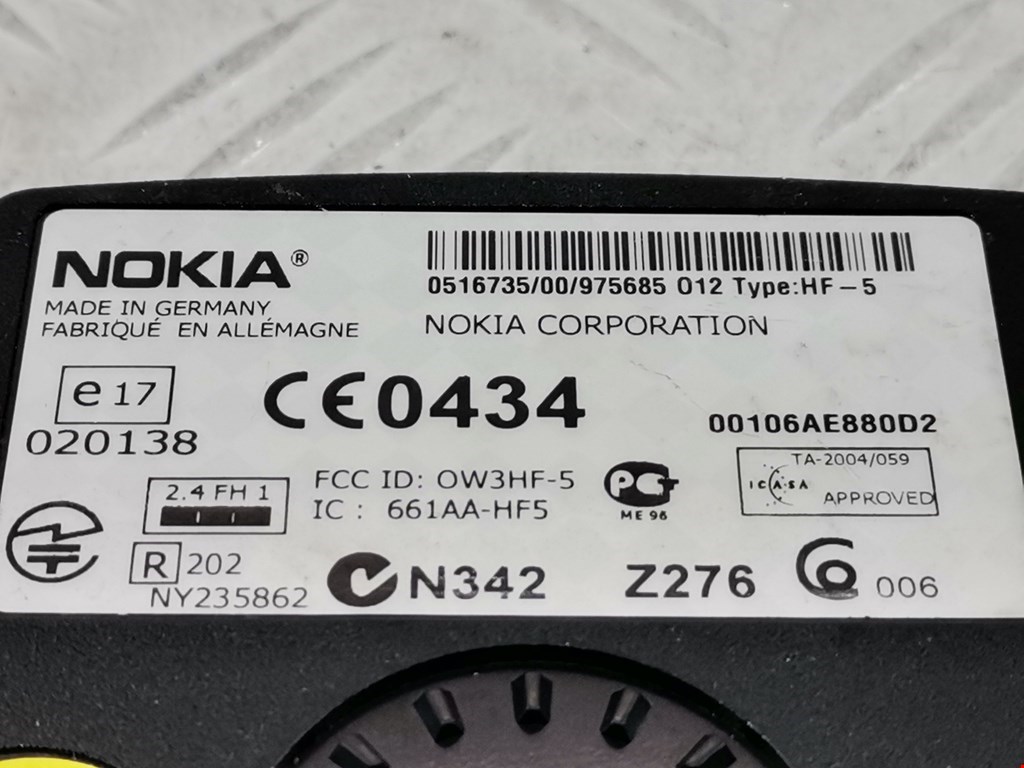 NOKIA®
MADE IN GERMANY
FABRIQUÉ EN ALLÉMAGNE
0516735/00/975685 012 Type:HF-5
NOKIA CORPORATION
e 17
020138
CE0434
00106AE880D2
2.4 FH 1
FCC ID: OW3HF-5
IC : 661AA-HF5
PCT
ME 96
TA-2004/059
ICASA
APPROVED
R 202
NY235862
N342
Z276
006